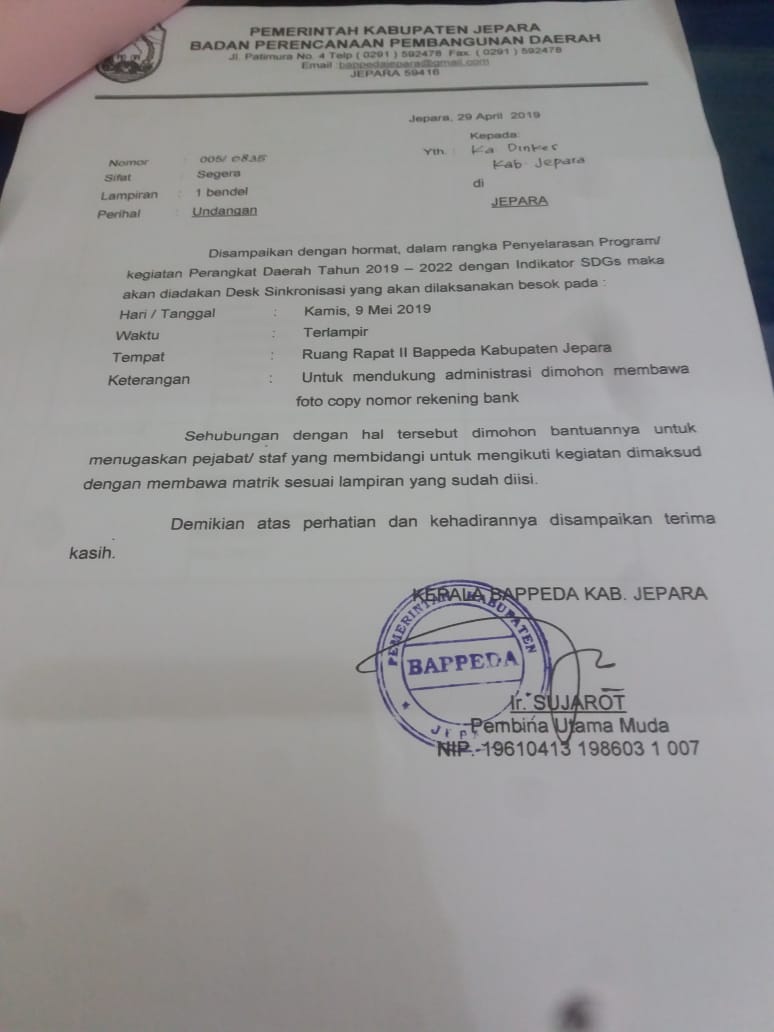 PEMERINTAH KABUPATEN JEPARA
BADAN PERENCANAAN PEMBANGUNAN DAERAH
Jl. Patimura No. 4 Telp ( 0291 ) 592478 Fax. ( 0291 ) 592478
Email :bappedajepara@gmail.com
JEPARA 59416
Jepara, 29 April 2019
Kepada:
Yth. : Ka Dinkes
Kab. Jepara
di
JEPARA
Nomor : 005/ 0835
Sifat : Segera
Lampiran : 1 bendel
Perihal : Undangan
Disampaikan dengan hormat, dalam rangka Penyelarasan Program/
kegiatan Perangkat Daerah Tahun 2019 – 2022 dengan Indikator SDGs maka
akan diadakan Desk Sinkronisasi yang akan dilaksanakan besok pada :
Hari / Tanggal : Kamis, 9 Mei 2019
Waktu : Terlampir
Tempat : Ruang Rapat II Bappeda Kabupaten Jepara
Keterangan : Untuk mendukung administrasi dimohon membawa
foto copy nomor rekening bank
Sehubungan dengan hal tersebut dimohon bantuannya untuk
menugaskan pejabat/ staf yang membidangi untuk mengikuti kegiatan dimaksud
dengan membawa matrik sesuai lampiran yang sudah diisi.
Demikian atas perhatian dan kehadirannya disampaikan terima
kasih.
KEPALA BAPPEDA KAB. JEPARA
PEMERINTAH KABUPATEN
BAPPEDA
Ir. SUJAROT
Pembina Utama Muda
NIP. 19610413 198603 1 007